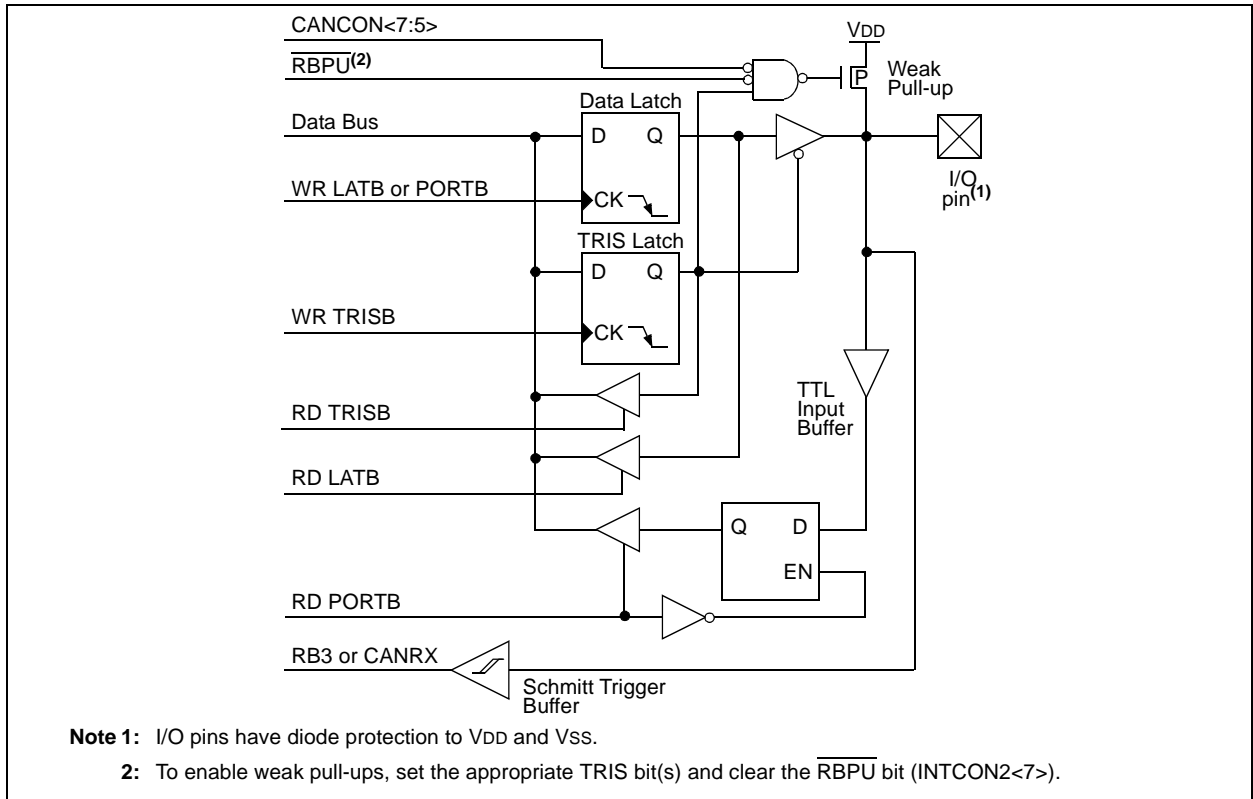 CANCON<7:5>
VDD
RBPU(2)
P
Weak
Pull-up
Data Latch
Data Bus
D Q
WR LATB or PORTB
CK
I/O
pin(1)
TRIS Latch
D Q
WR TRISB
CK
TTL
Input
Buffer
RD TRISB
RD LATB
Q D
EN
RD PORTB
RB3 or CANRX
Schmitt Trigger
Buffer
Note 1: I/O pins have diode protection to VDD and VSS.
2: To enable weak pull-ups, set the appropriate TRIS bit(s) and clear the RBPU bit (INTCON2<7>).